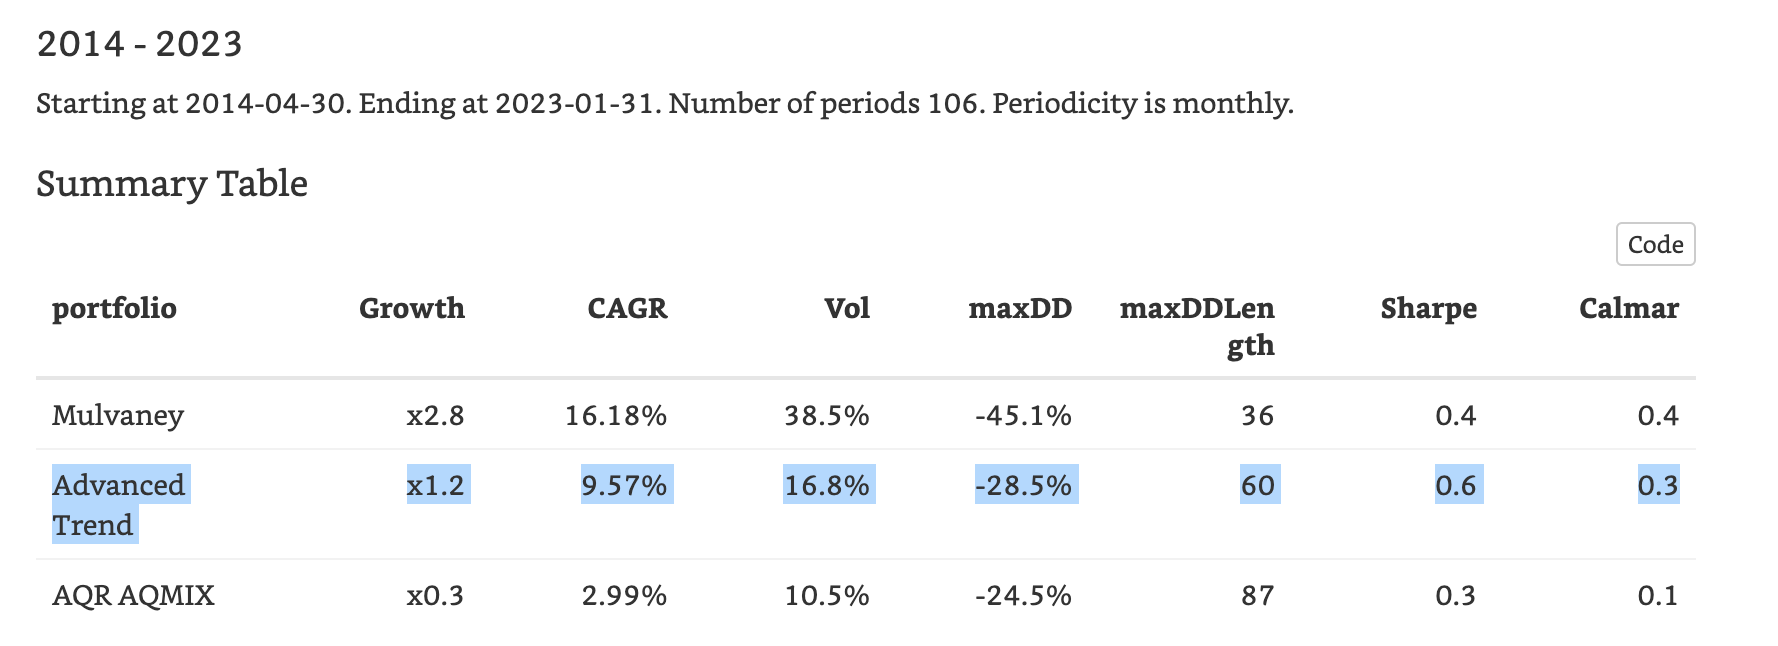 2014 - 2023
Starting at 2014-04-30. Ending at 2023-01-31. Number of periods 106. Periodicity is monthly.
Summary Table
Code
portfolio Growth CAGR Vol maxDD maxDDLen Sharpe Calmar
gth
Mulvaney x2.8 16.18% 38.5% -45.1% 36 0.4 0.4
Advanced x1.2 9.57% 16.8% -28.5% 60 0.6 0.3
Trend
AQR AQMIX x0.3 2.99% 10.5% -24.5% 87 0.3 0.1